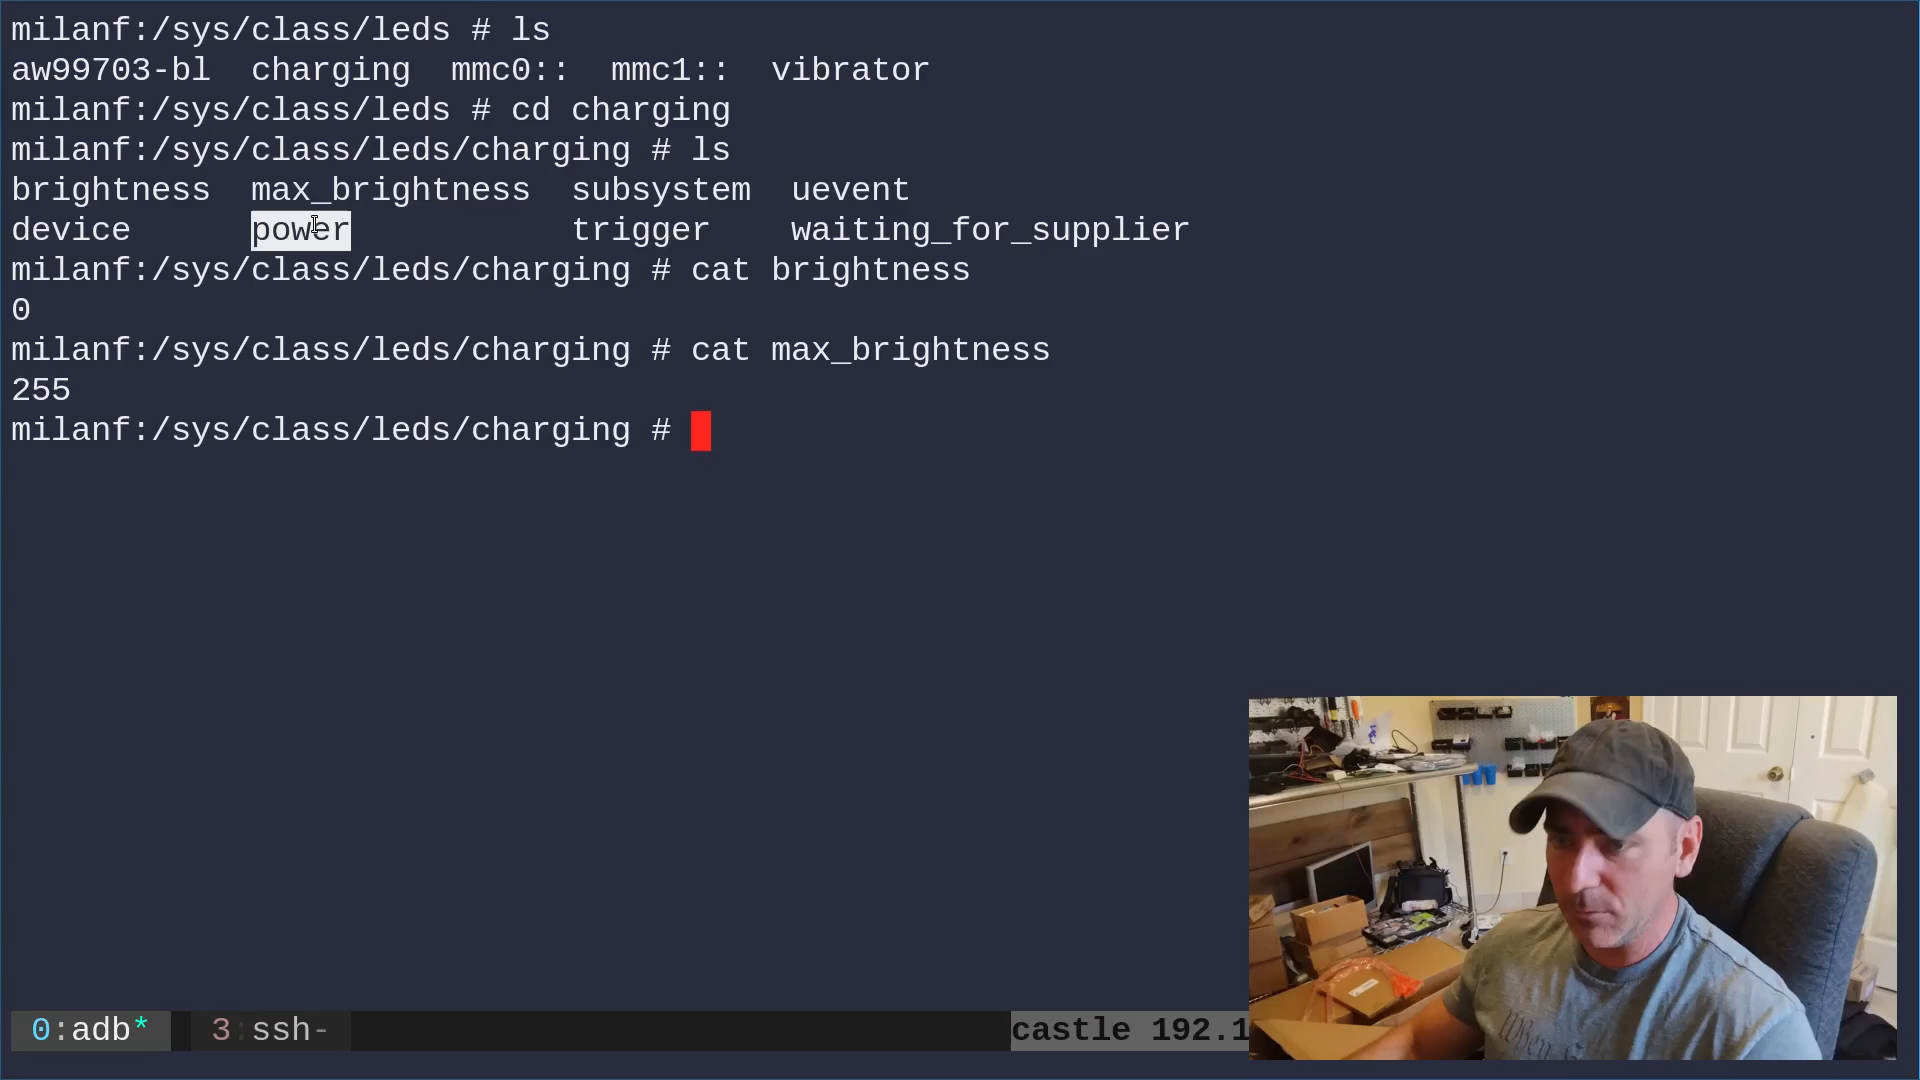 milanf:/sys/class/leds # ls
aw99703-bl  charging  mmc0::  mmc1::  vibrator
milanf:/sys/class/leds # cd charging
milanf:/sys/class/leds/charging # ls
brightness  max_brightness  subsystem  uevent
device      power           trigger    waiting_for_supplier
milanf:/sys/class/leds/charging # cat brightness
0
milanf:/sys/class/leds/charging # cat max_brightness
255
milanf:/sys/class/leds/charging #
0:adb*  3:ssh-  castle 192.1